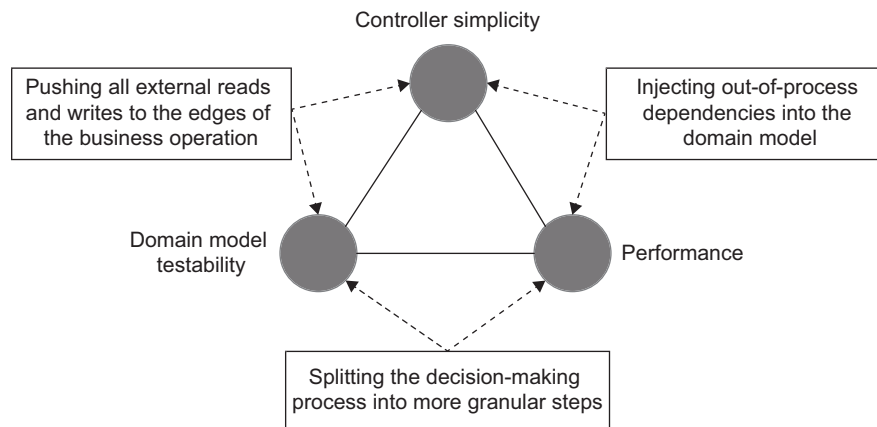 Controller simplicity
Pushing all external reads
and writes to the edges of
the business operation
Injecting out-of-process
dependencies into the
domain model
Domain model
testability
Performance
Splitting the decision-making
process into more granular steps